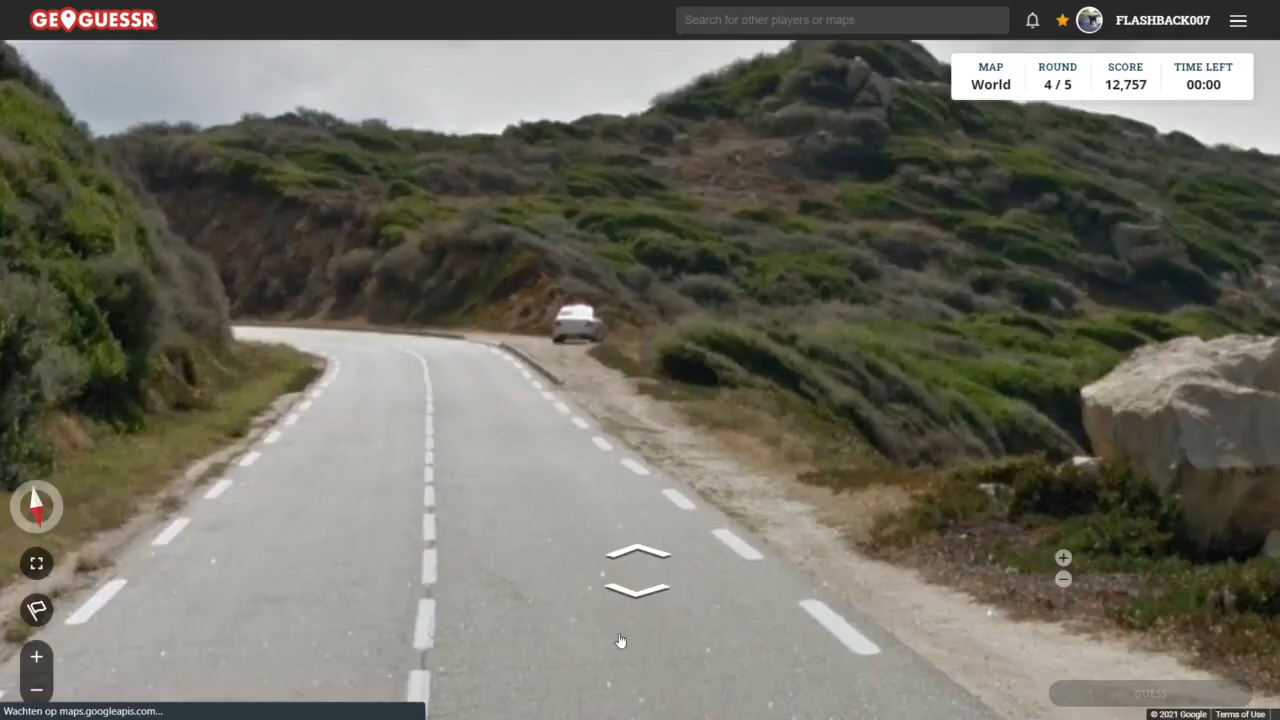 GEOGUESSR
Search for other players or maps
FLASHBACK007
MAP ROUND SCORE TIME LEFT
World 4 / 5 12,757 00:00
GUESS
Wachten op maps.googleapis.com...
© 2021 Google Terms of Use